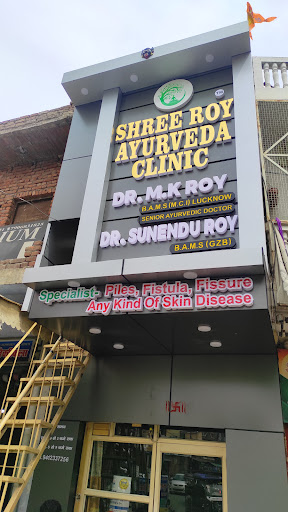 SHREE ROY
AYURVEDA
CLINIC
DR. M.K ROY
B.A.M.S (M.C.I) LUCKNOW
SENIOR AYURVEDIC DOCTOR
DR. SUNENDU ROY
B.A.M.S (GZB)
Specialist- Piles, Fistula, Fissure
Any Kind Of Skin Disease
IUM